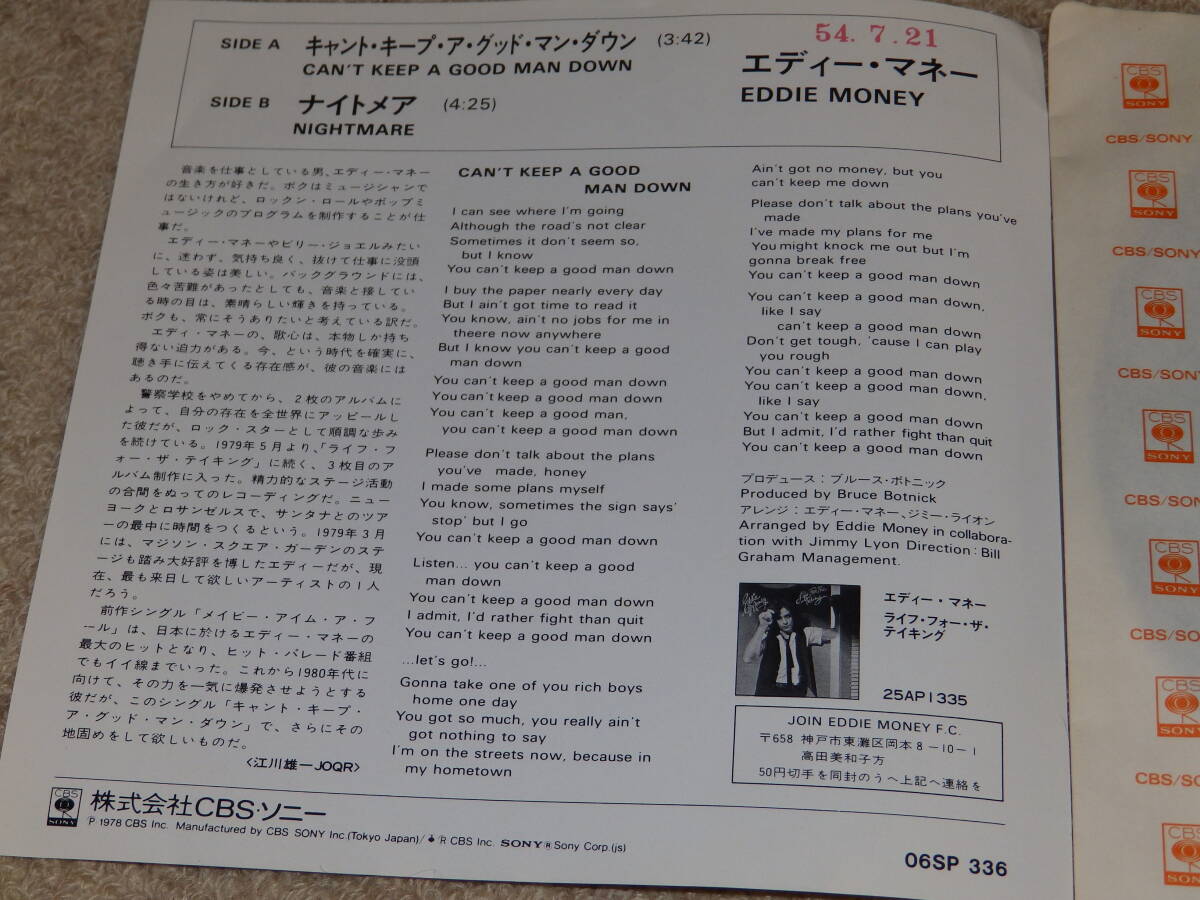 SIDE A キャント・キープ・ア・グッド・マン・ダウン (3:42)
CAN'T KEEP A GOOD MAN DOWN
SIDE B ナイトメア (4:25)
NIGHTMARE
54. 7. 21
エディー・マネー
EDDIE MONEY
音楽を仕事としている男、エディー・マネー
の生き方が好きだ。ボクはミュージシャンで
はないけれど、ロックン・ロールやポップミ
ュージックのプログラムを制作することが仕
事だ。
エディー・マネーやビリー・ジョエルみたい
に、迷わず、気持ち良く、抜けて仕事に没頭
している姿は美しい。バックグラウンドには、
色々苦難があったとしても、音楽と接してい
る時の目は、素晴らしい輝きを持っている。
ボクも、常にそうありたいと考えている訳だ。
エディ・マネーの、歌心は、本物しか持ち
得ない迫力がある。今、という時代を確実に、
聴き手に伝えてくる存在感が、彼の音楽には
あるのだ。
警察学校をやめてから、2枚のアルバムに
よって、自分の存在を全世界にアッピールし
た彼だが、ロック・スターとして順調な歩み
を続けている。1979年5月より、「ライフ・フ
ォー・ザ・テイキング」に続く、3枚目のア
ルバム制作に入った。精力的なステージ活動
の合間をぬってのレコーディングだ。ニュー
ヨークとロサンゼルスで、サンタナとのツア
ーの最中に時間をつくるという。1979年3月
には、マジソン・スクエア・ガーデンのステ
ージも踏み大好評を博したエディーだが、現
在、最も来日して欲しいアーティストの1人
だろう。
前作シングル「メイビー・アイム・ア・フ
ール」は、日本に於けるエディー・マネーの
最大のヒットとなり、ヒット・パレード番組
でもイイ線までいった。これから1980年代に
向けて、その力を一気に爆発させようとする
彼だが、このシングル「キャント・キープ・
ア・グッド・マン・ダウン」で、さらにその
地固めをして欲しいものだ。
〈江川雄一JOQR〉
CAN'T KEEP A GOOD
MAN DOWN
I can see where I'm going
Although the road's not clear
Sometimes it don't seem so,
but I know
You can't keep a good man down
I buy the paper nearly every day
But I ain't got time to read it
You know, ain't no jobs for me in
theere now anywhere
But I know you can't keep a good
man down
You can't keep a good man down
You can't keep a good man down
You can't keep a good man,
you can't keep a good man down
Please don't talk about the plans
you've made, honey
I made some plans myself
You know, sometimes the sign says'
stop' but I go
You can't keep a good man down
Listen... you can't keep a good
man down
You can't keep a good man down
I admit, I'd rather fight than quit
You can't keep a good man down
...let's go!...
Gonna take one of you rich boys
home one day
You got so much, you really ain't
got nothing to say
I'm on the streets now, because in
my hometown
Ain't got no money, but you
can't keep me down
Please don't talk about the plans you've
made
I've made my plans for me
You might knock me out but I'm
gonna break free
You can't keep a good man down
You can't keep a good man down,
like I say
can't keep a good man down
Don't get tough, 'cause I can play
you rough
You can't keep a good man down
You can't keep a good man down,
like I say
You can't keep a good man down
But I admit, I'd rather fight than quit
You can't keep a good man down
プロデュース：ブルース・ボトニック
Produced by Bruce Botnick
アレンジ：エディー・マネー、ジミー・ライオン
Arranged by Eddie Money in collabora-
tion with Jimmy Lyon Direction: Bill
Graham Management.
エディー・マネー
ライフ・フォー・ザ・
テイキング
25AP1335
JOIN EDDIE MONEY F.C.
〒658 神戸市東灘区岡本8-10-1
高田美和子方
50円切手を同封のうへ上記へ連絡を
CBS
SONY
株式会社CBS・ソニー
Ⓟ 1978 CBS Inc. Manufactured by CBS SONY Inc.(Tokyo Japan)/ Ⓡ CBS Inc. SONY Ⓡ Sony Corp.(js)
06SP 336
CBS
SONY
CBS/SONY
CBS
SONY
CBS/SONY
CBS
SONY
CBS/SONY
CBS
SONY
CBS/SON
CBS
SONY
CBS/SO
CBS
SONY
CBS/SO
CBS
SONY